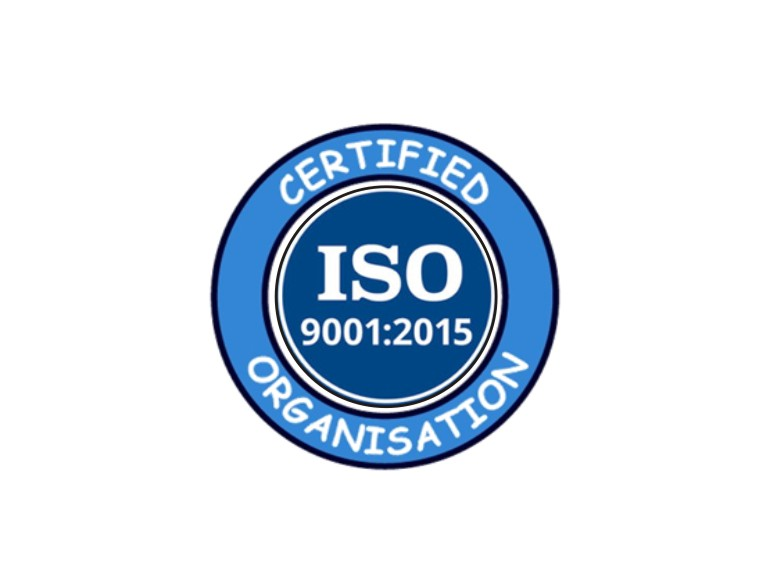 CERTIFIED
ISO
9001:2015
ORGANISATION